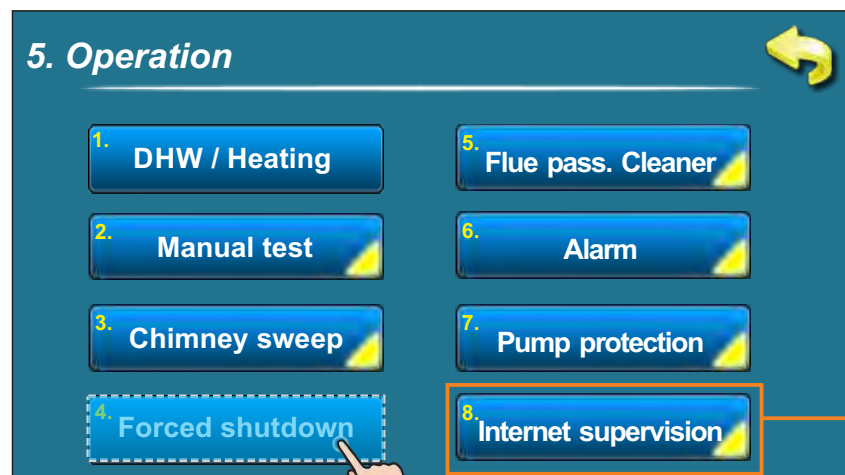 5. Operation
1. DHW / Heating
2. Manual test
3. Chimney sweep
4. Forced shutdown
5. Flue pass. Cleaner
6. Alarm
7. Pump protection
8. Internet supervision